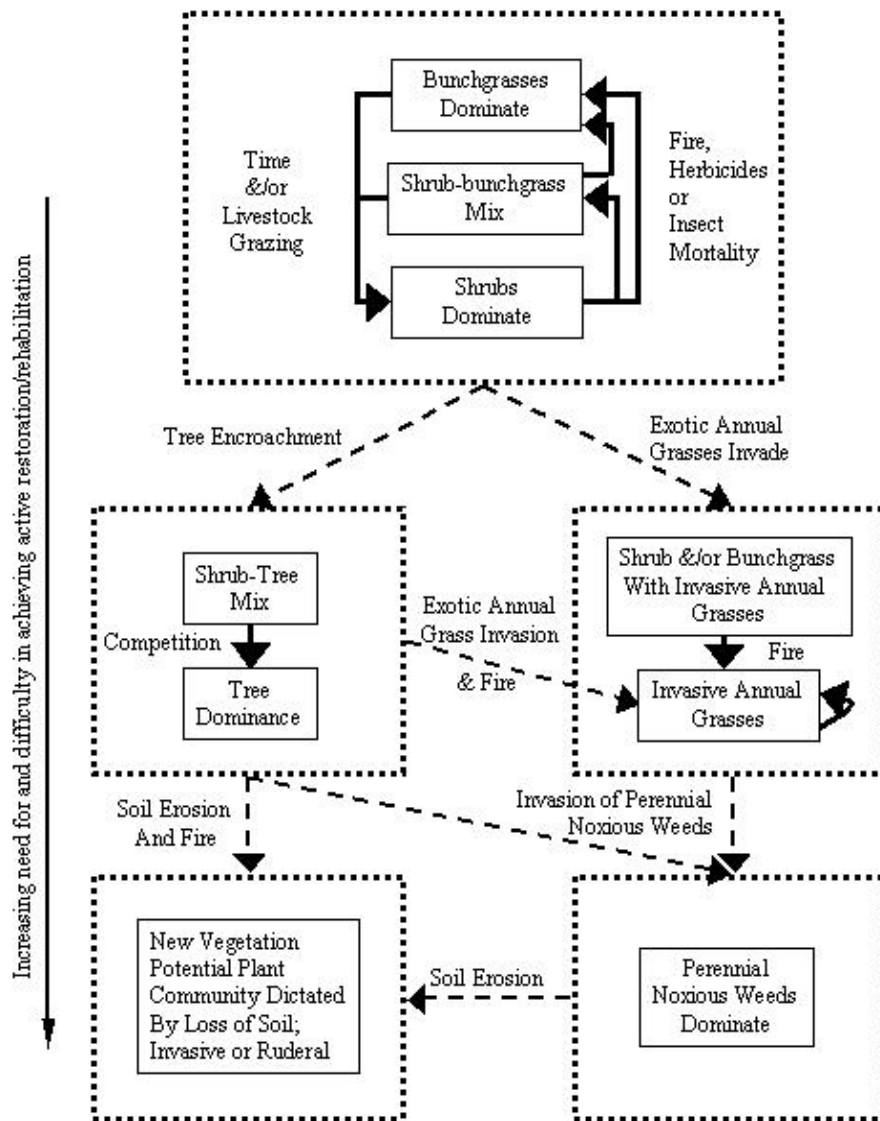 Bunchgrasses
Dominate
Time
&/or
Livestock
Grazing
Shrub-bunchgrass
Mix
Fire,
Herbicides
or
Insect
Mortality
Shrubs
Dominate
Increasing need for and difficulty in achieving active restoration/rehabilitation
Tree Encroachment
Exotic Annual
Grasses Invade
Shrub-Tree
Mix
Competition
Tree
Dominance
Exotic Annual
Grass Invasion
& Fire
Shrub &/or Bunchgrass
With Invasive Annual
Grasses
Fire
Invasive Annual
Grasses
Soil Erosion
And Fire
Invasion of Perennial
Noxious Weeds
New Vegetation
Potential Plant
Community Dictated
By Loss of Soil;
Invasive or Ruderal
Soil Erosion
Perennial
Noxious Weeds
Dominate